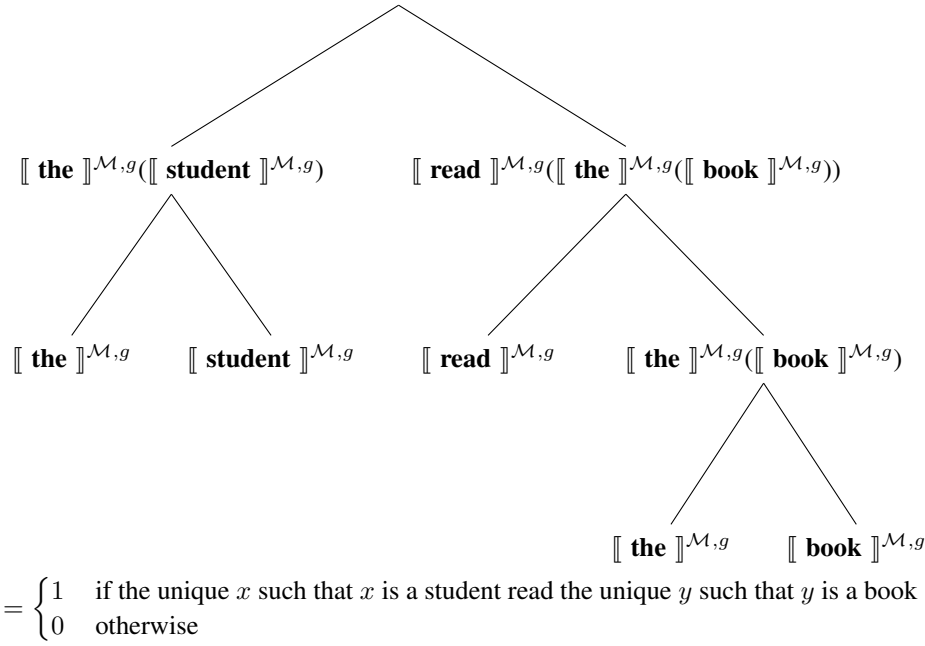 ⟦ the ⟧^{M,g}(⟦ student ⟧^{M,g}) ⟦ read ⟧^{M,g}(⟦ the ⟧^{M,g}(⟦ book ⟧^{M,g}))
⟦ the ⟧^{M,g} ⟦ student ⟧^{M,g} ⟦ read ⟧^{M,g} ⟦ the ⟧^{M,g}(⟦ book ⟧^{M,g})
⟦ the ⟧^{M,g} ⟦ book ⟧^{M,g}
= { 1 if the unique x such that x is a student read the unique y such that y is a book
0 otherwise